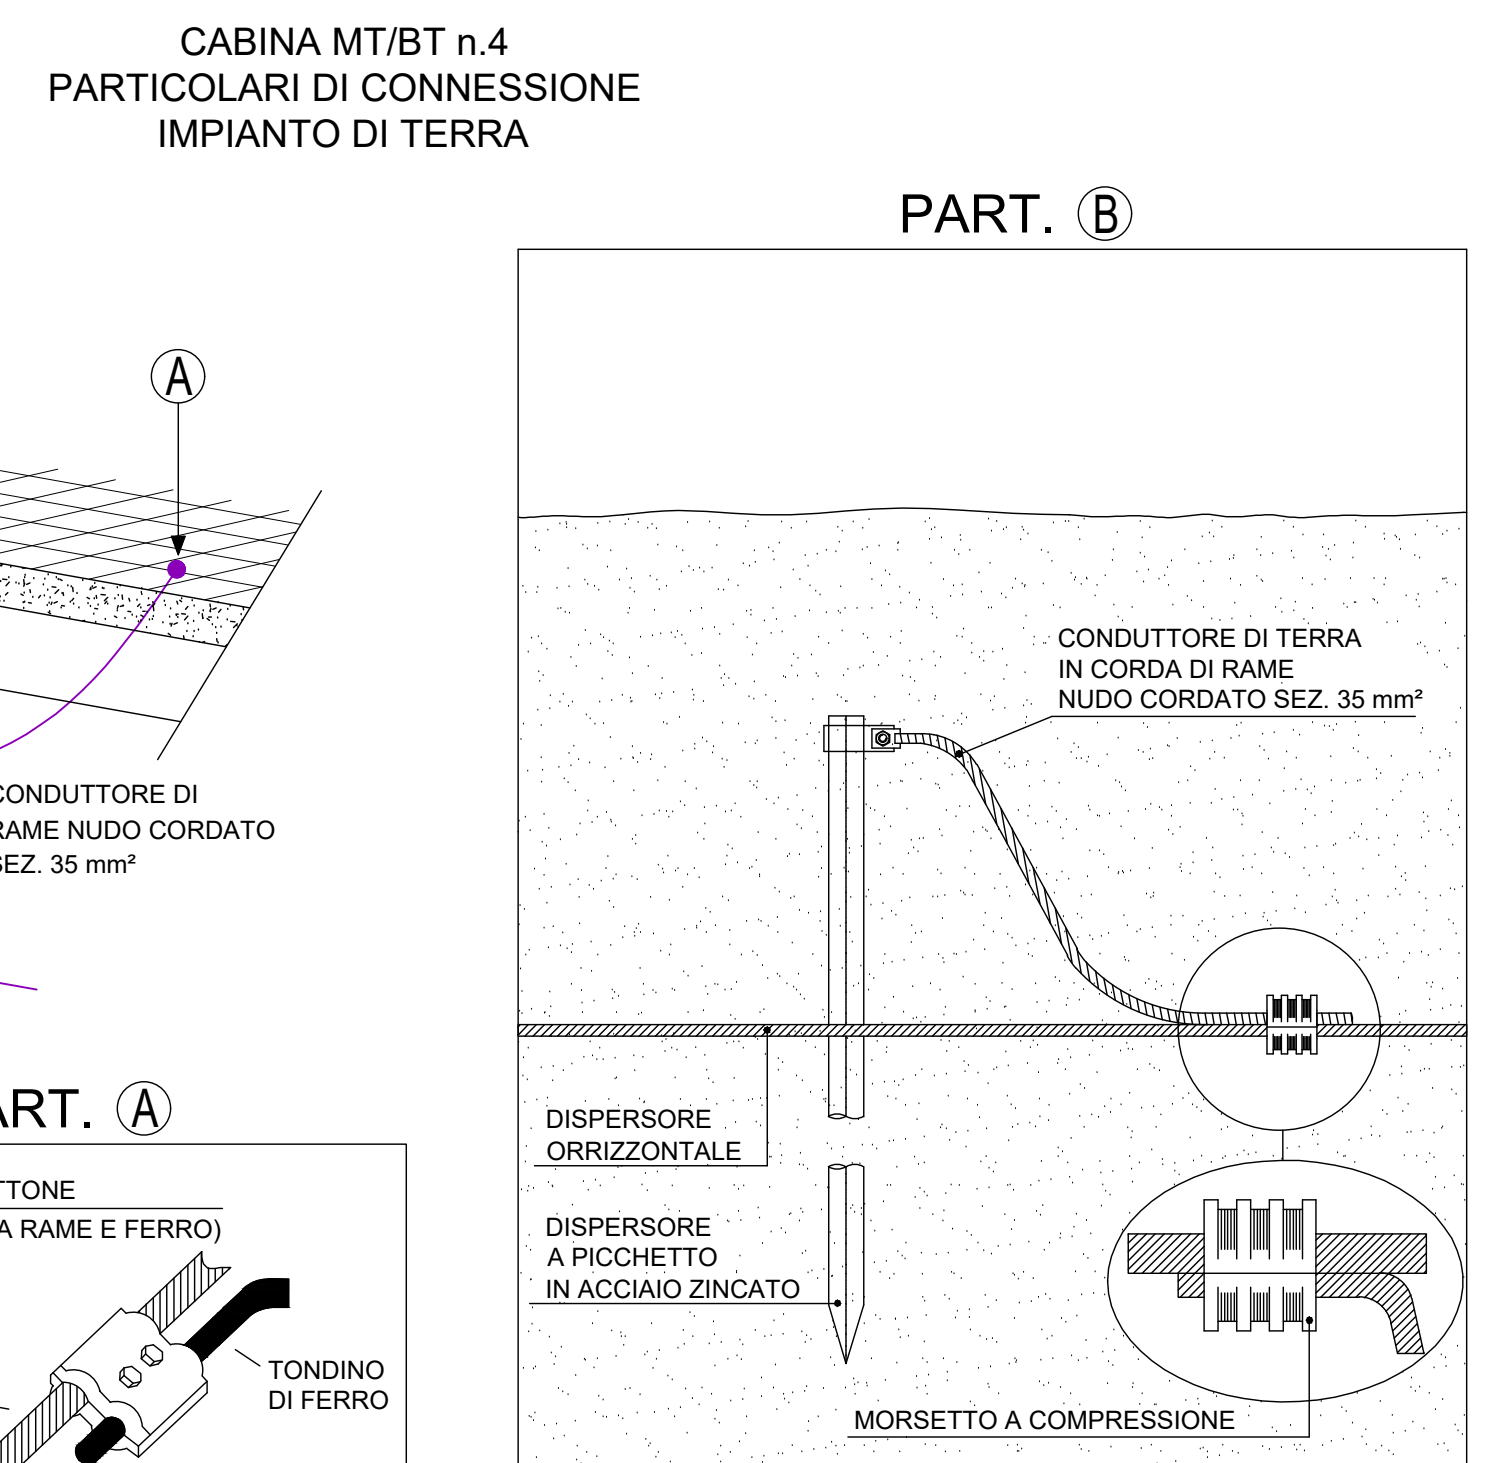 CABINA MT/BT n.4
PARTICOLARI DI CONNESSIONE
IMPIANTO DI TERRA
PART. B
A
CONDUTTORE DI TERRA
IN CORDA DI RAME
NUDO CORDATO SEZ. 35 mm²
CONDUTTORE DI
RAME NUDO CORDATO
SEZ. 35 mm²
ART. A
TTONE
A RAME E FERRO)
TONDINO
DI FERRO
DISPERSORE
ORRIZZONTALE
DISPERSORE
A PICCHETTO
IN ACCIAIO ZINCATO
MORSETTO A COMPRESSIONE